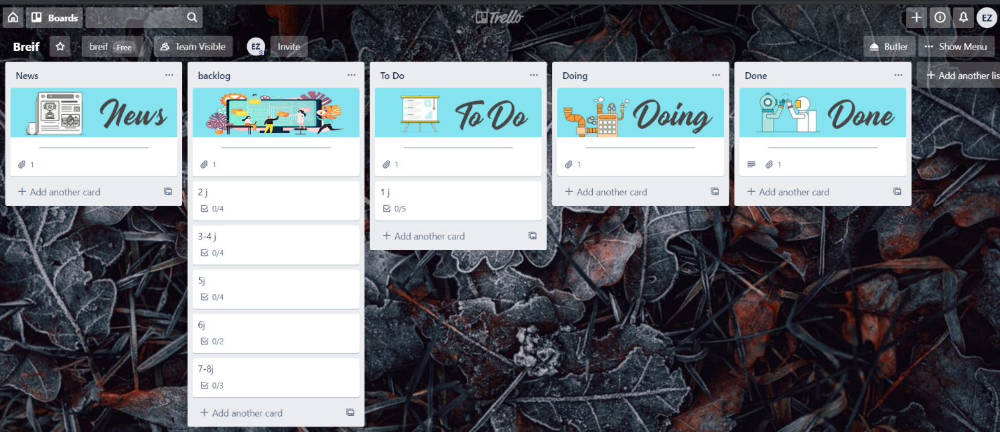 Boards
Trello
EZ
Breif
breif Free
Team Visible
EZ
Invite
Butler
... Show Menu
News
News
1
+ Add another card
backlog
1
2 j
0/4
3-4 j
0/4
5j
0/4
6j
0/2
7-8j
0/3
+ Add another card
To Do
To Do
1
1 j
0/5
+ Add another card
Doing
Doing
1
+ Add another card
Done
Done
1
+ Add another card
+ Add another lis